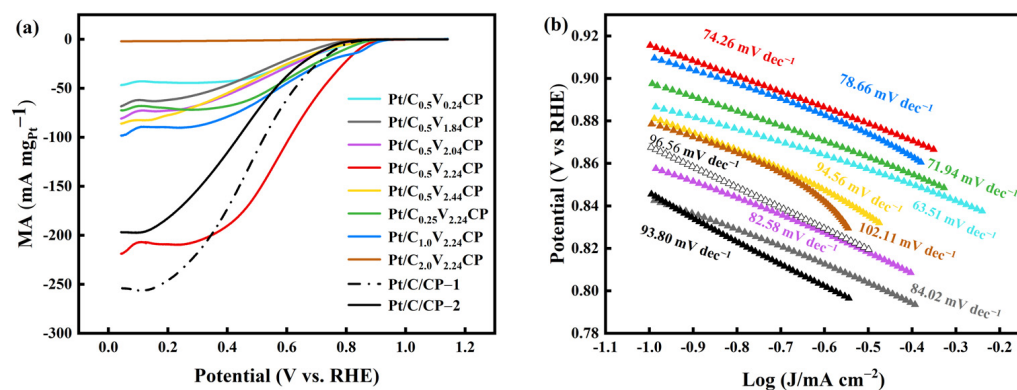 (a)
0
-50
-100
-150
-200
-250
-300
MA (mA mg_Pt^−1)
Pt/C0.5V0.24CP
Pt/C0.5V1.84CP
Pt/C0.5V2.04CP
Pt/C0.5V2.24CP
Pt/C0.5V2.44CP
Pt/C0.25V2.24CP
Pt/C1.0V2.24CP
Pt/C2.0V2.24CP
Pt/C/CP−1
Pt/C/CP−2
0.0 0.2 0.4 0.6 0.8 1.0 1.2
Potential (V vs. RHE)
(b)
0.92
0.90
0.88
0.86
0.84
0.82
0.80
0.78
Potential (V vs RHE)
74.26 mV dec−1
78.66 mV dec−1
71.94 mV dec−1
63.51 mV dec−1
96.56 mV dec−1
94.56 mV dec−1
102.11 mV dec−1
82.58 mV dec−1
93.80 mV dec−1
84.02 mV dec−1
-1.1 -1.0 -0.9 -0.8 -0.7 -0.6 -0.5 -0.4 -0.3 -0.2
Log (J/mA cm−2)